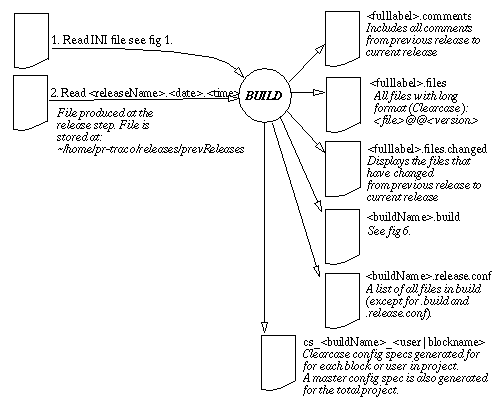 1. Read INI file see fig 1.
2. Read <releaseName>.<date>.<time>
File produced at the
release step. File is
stored at:
~/home/pr-traco/releases/prevReleases
BUILD
<fulllabel>.comments
Includes all comments
from previous release to
current release
<fulllabel>.files
All files with long
format (Clearcase):
<file>@@<version>
<fulllabel>.files.changed
Displays the files that
have changed
from previous release to
current release
<buildName>.build
See fig 6.
<buildName>.release.conf
A list of all files in build
(except for .build and
.release.conf).
cs_<buildName>_<user|blockname>
Clearcase config specs generated for
for each block or user in project.
A master config spec is also generated
for the total project.